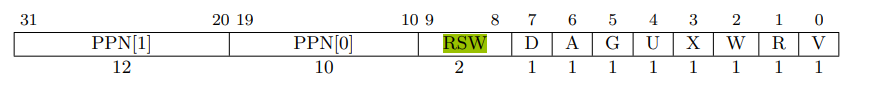 31 20 19 10 9 8 7 6 5 4 3 2 1 0
PPN[1] PPN[0] RSW D A G U X W R V
12 10 2 1 1 1 1 1 1 1 1